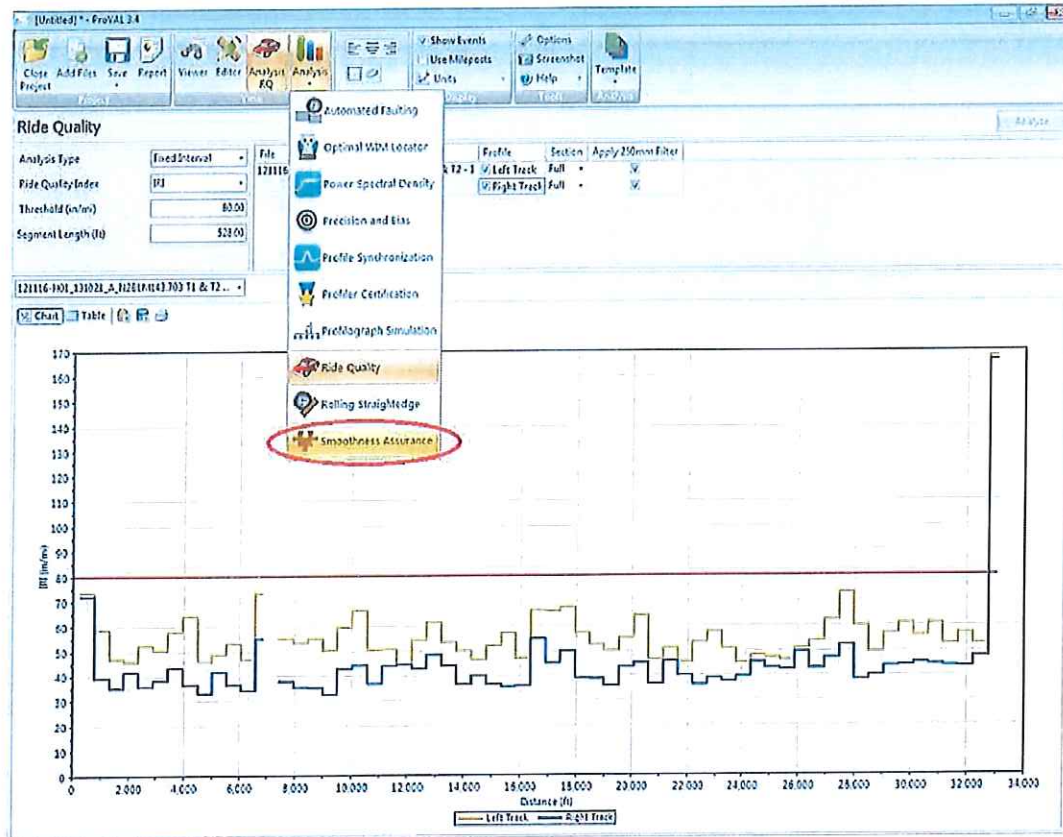 [Untitled] * - ProVAL 3.4
Close Project
Add Files
Save
Report
Viewer
Editor
Analysis RQ
Analysis
Show Events
Use Mileposts
Units
Options
Screenshot
Help
Template
Project
Display
Tools
Analysis
Ride Quality
Analyze
Analysis Type Fixed Interval
Ride Quality Index IRI
Threshold (in/mi) 80.00
Segment Length (ft) 528.00
File Profile Section Apply 250mm Filter
121116 & T2 - 1 Left Track Full
Right Track Full
Automated Faulting
Optimal WIM Locator
Power Spectral Density
Precision and Bias
Profile Synchronization
Profiler Certification
Profilograph Simulation
Ride Quality
Rolling Straightedge
Smoothness Assurance
T1 & T2 ...
Chart Table
170
160
150
140
130
120
110
100
90
80
70
60
50
40
30
20
10
0
IRI (in/mi)
0 2,000 4,000 6,000 8,000 10,000 12,000 14,000 16,000 18,000 20,000 22,000 24,000 26,000 28,000 30,000 32,000 34,000
Distance (ft)
Left Track Right Track